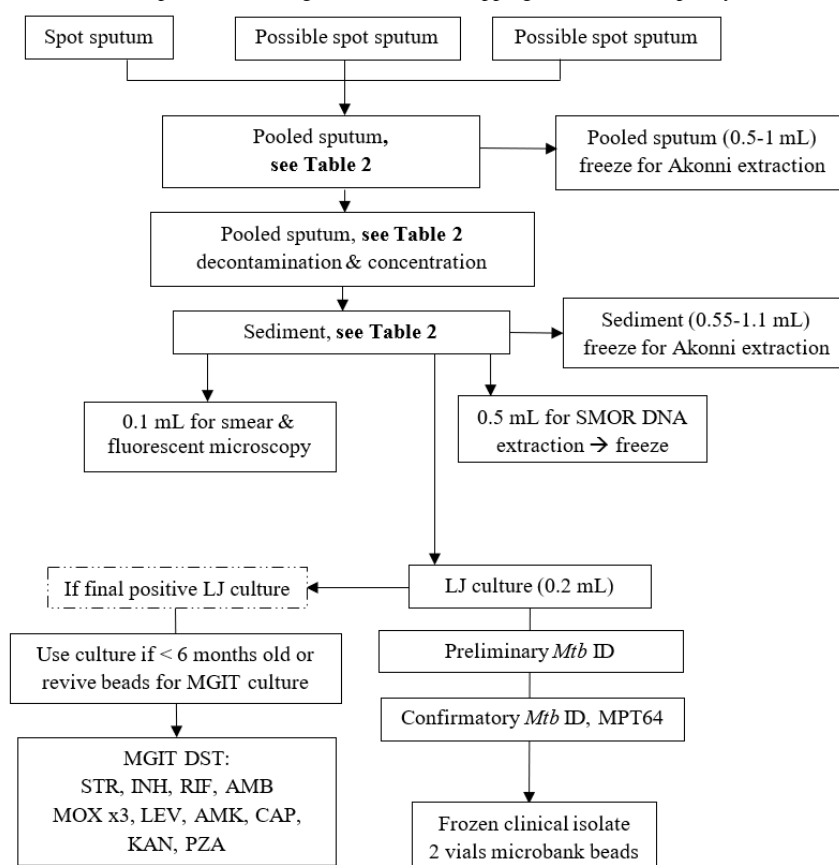 Spot sputum
Possible spot sputum
Possible spot sputum
Pooled sputum,
see Table 2
Pooled sputum (0.5-1 mL)
freeze for Akonni extraction
Pooled sputum, see Table 2
decontamination & concentration
Sediment, see Table 2
Sediment (0.55-1.1 mL)
freeze for Akonni extraction
0.1 mL for smear &
fluorescent microscopy
0.5 mL for SMOR DNA
extraction → freeze
If final positive LJ culture
LJ culture (0.2 mL)
Use culture if < 6 months old or
revive beads for MGIT culture
Preliminary Mtb ID
Confirmatory Mtb ID, MPT64
MGIT DST:
STR, INH, RIF, AMB
MOX x3, LEV, AMK, CAP,
KAN, PZA
Frozen clinical isolate
2 vials microbank beads